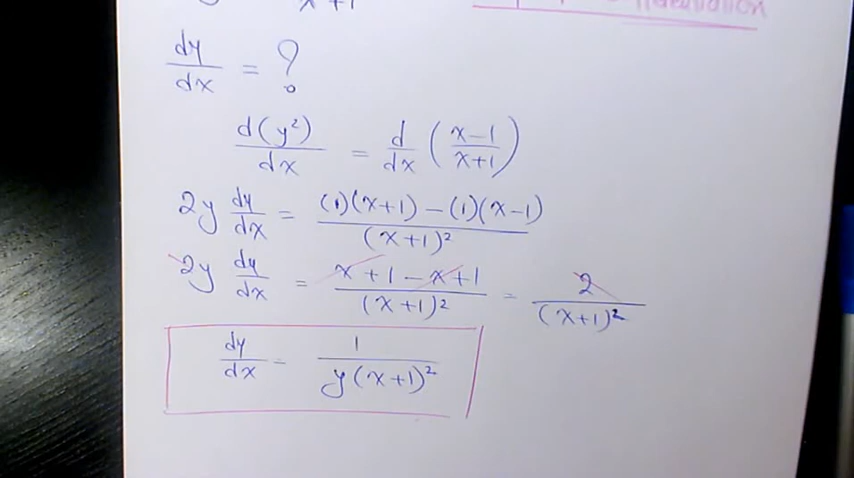 x+1
dy/dx = ?
d(y²)/dx = d/dx ((x-1)/(x+1))
2y dy/dx = ((1)(x+1) - (1)(x-1))/(x+1)²
2y dy/dx = (x + 1 - x + 1)/(x+1)² = 2/(x+1)²
dy/dx = 1/(y(x+1)²)